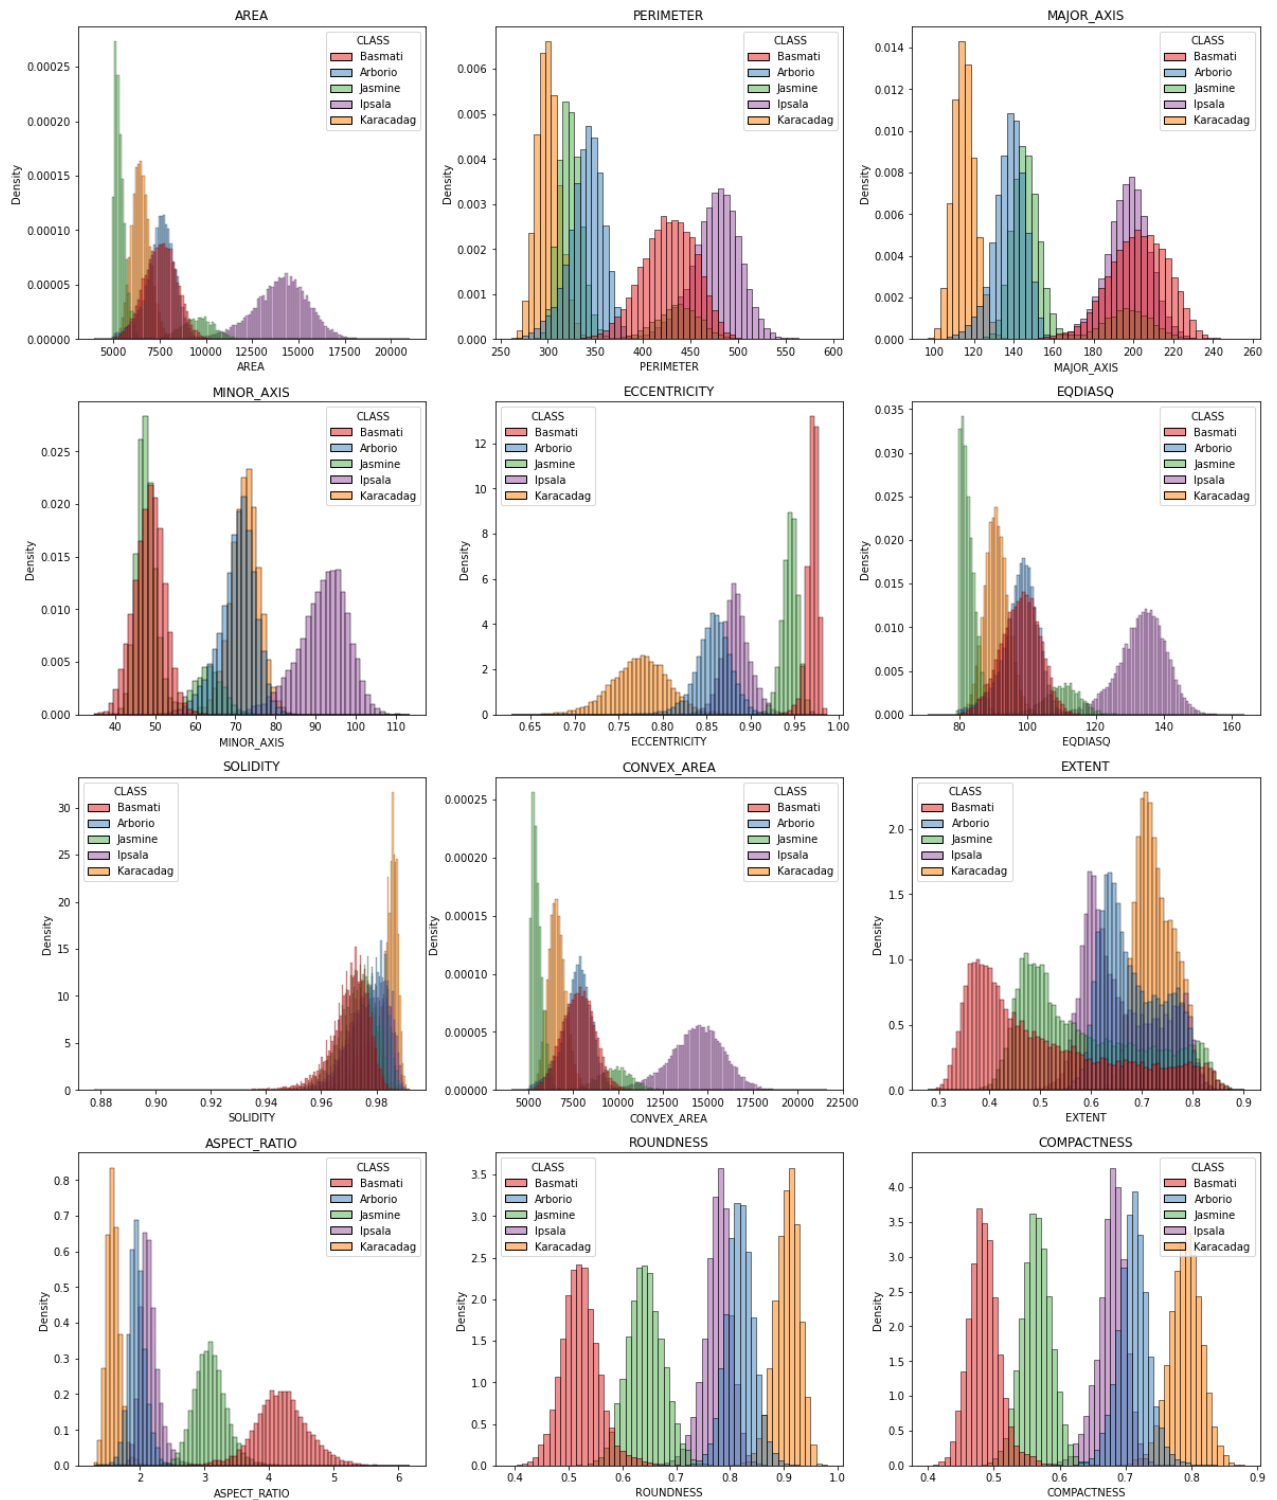 AREA
CLASS
Basmati
Arborio
Jasmine
Ipsala
Karacadag
Density
0.00025
0.00020
0.00015
0.00010
0.00005
0.00000
5000 7500 10000 12500 15000 17500 20000
AREA
PERIMETER
CLASS
Basmati
Arborio
Jasmine
Ipsala
Karacadag
Density
0.006
0.005
0.004
0.003
0.002
0.001
0.000
250 300 350 400 450 500 550 600
PERIMETER
MAJOR_AXIS
CLASS
Basmati
Arborio
Jasmine
Ipsala
Karacadag
Density
0.014
0.012
0.010
0.008
0.006
0.004
0.002
0.000
100 120 140 160 180 200 220 240 260
MAJOR_AXIS
MINOR_AXIS
CLASS
Basmati
Arborio
Jasmine
Ipsala
Karacadag
Density
0.025
0.020
0.015
0.010
0.005
0.000
40 50 60 70 80 90 100 110
MINOR_AXIS
ECCENTRICITY
CLASS
Basmati
Arborio
Jasmine
Ipsala
Karacadag
Density
12
10
8
6
4
2
0
0.65 0.70 0.75 0.80 0.85 0.90 0.95 1.00
ECCENTRICITY
EQDIASQ
CLASS
Basmati
Arborio
Jasmine
Ipsala
Karacadag
Density
0.035
0.030
0.025
0.020
0.015
0.010
0.005
0.000
80 100 120 140 160
EQDIASQ
SOLIDITY
CLASS
Basmati
Arborio
Jasmine
Ipsala
Karacadag
Density
30
25
20
15
10
5
0
0.88 0.90 0.92 0.94 0.96 0.98
SOLIDITY
CONVEX_AREA
CLASS
Basmati
Arborio
Jasmine
Ipsala
Karacadag
Density
0.00025
0.00020
0.00015
0.00010
0.00005
0.00000
5000 7500 10000 12500 15000 17500 20000 22500
CONVEX_AREA
EXTENT
CLASS
Basmati
Arborio
Jasmine
Ipsala
Karacadag
Density
2.0
1.5
1.0
0.5
0.0
0.3 0.4 0.5 0.6 0.7 0.8 0.9
EXTENT
ASPECT_RATIO
CLASS
Basmati
Arborio
Jasmine
Ipsala
Karacadag
Density
0.8
0.7
0.6
0.5
0.4
0.3
0.2
0.1
0.0
2 3 4 5 6
ASPECT_RATIO
ROUNDNESS
CLASS
Basmati
Arborio
Jasmine
Ipsala
Karacadag
Density
3.5
3.0
2.5
2.0
1.5
1.0
0.5
0.0
0.4 0.5 0.6 0.7 0.8 0.9 1.0
ROUNDNESS
COMPACTNESS
CLASS
Basmati
Arborio
Jasmine
Ipsala
Karacadag
Density
4.0
3.5
3.0
2.5
2.0
1.5
1.0
0.5
0.0
0.4 0.5 0.6 0.7 0.8 0.9
COMPACTNESS